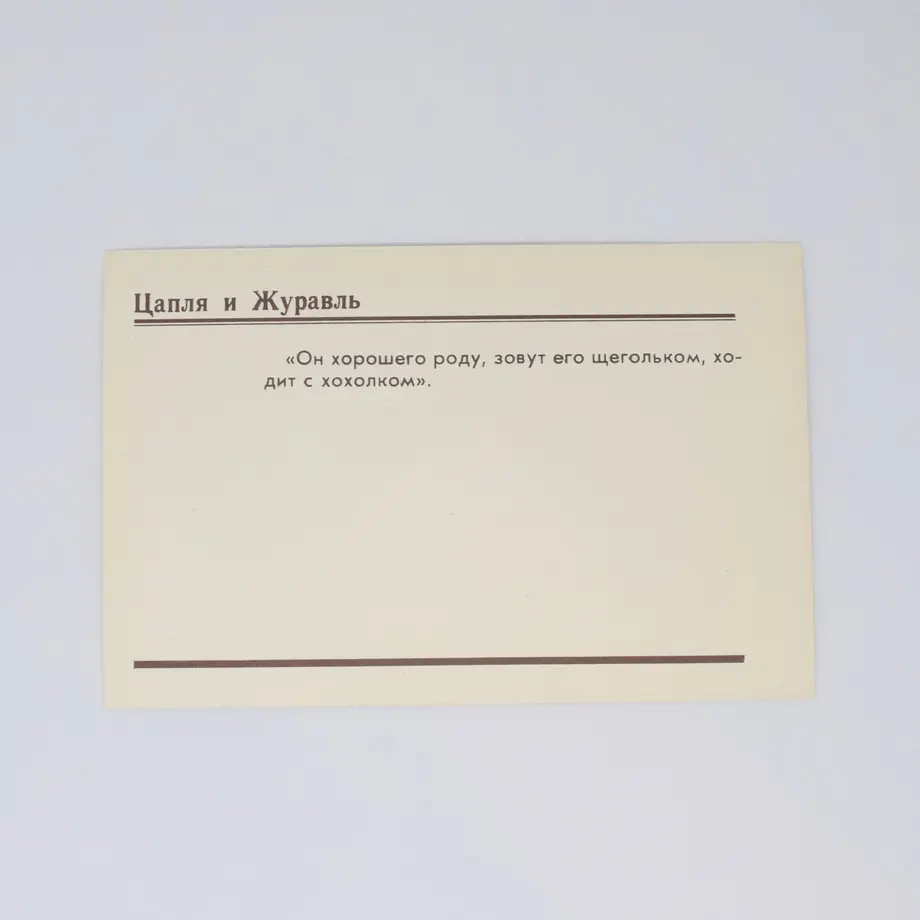 Цапля и Журавль
«Он хорошего роду, зовут его щегольком, хо-
дит с хохолком».